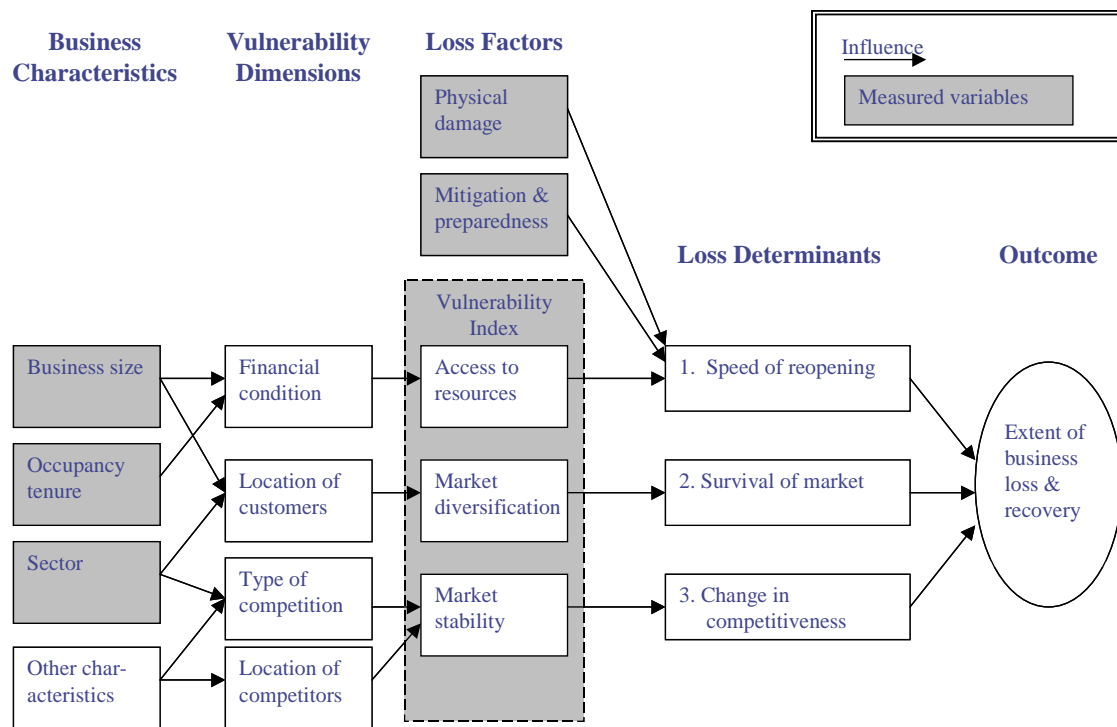 Business
Characteristics
Vulnerability
Dimensions
Loss Factors
Influence
Measured variables
Physical
damage
Mitigation &
preparedness
Loss Determinants
Outcome
Vulnerability
Index
Business size
Financial
condition
Access to
resources
1. Speed of reopening
Occupancy
tenure
Location of
customers
Market
diversification
2. Survival of market
Extent of
business
loss &
recovery
Sector
Type of
competition
Market
stability
3. Change in
competitiveness
Other char-
acteristics
Location of
competitors